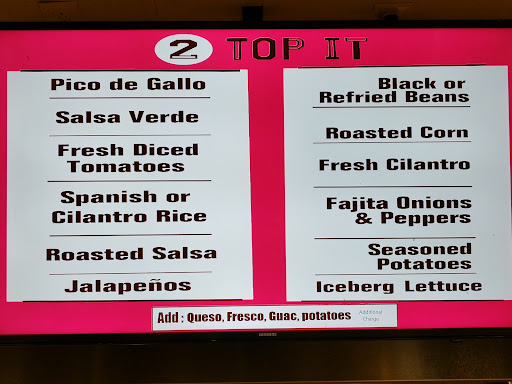 2 TOP IT
Pico de Gallo
Salsa Verde
Fresh Diced
Tomatoes
Spanish or
Cilantro Rice
Roasted Salsa
Jalapeños
Black or
Refried Beans
Roasted Corn
Fresh Cilantro
Fajita Onions
& Peppers
Seasoned
Potatoes
Iceberg Lettuce
Add : Queso, Fresco, Guac, potatoes
Additional
Charge
SAMSUNG